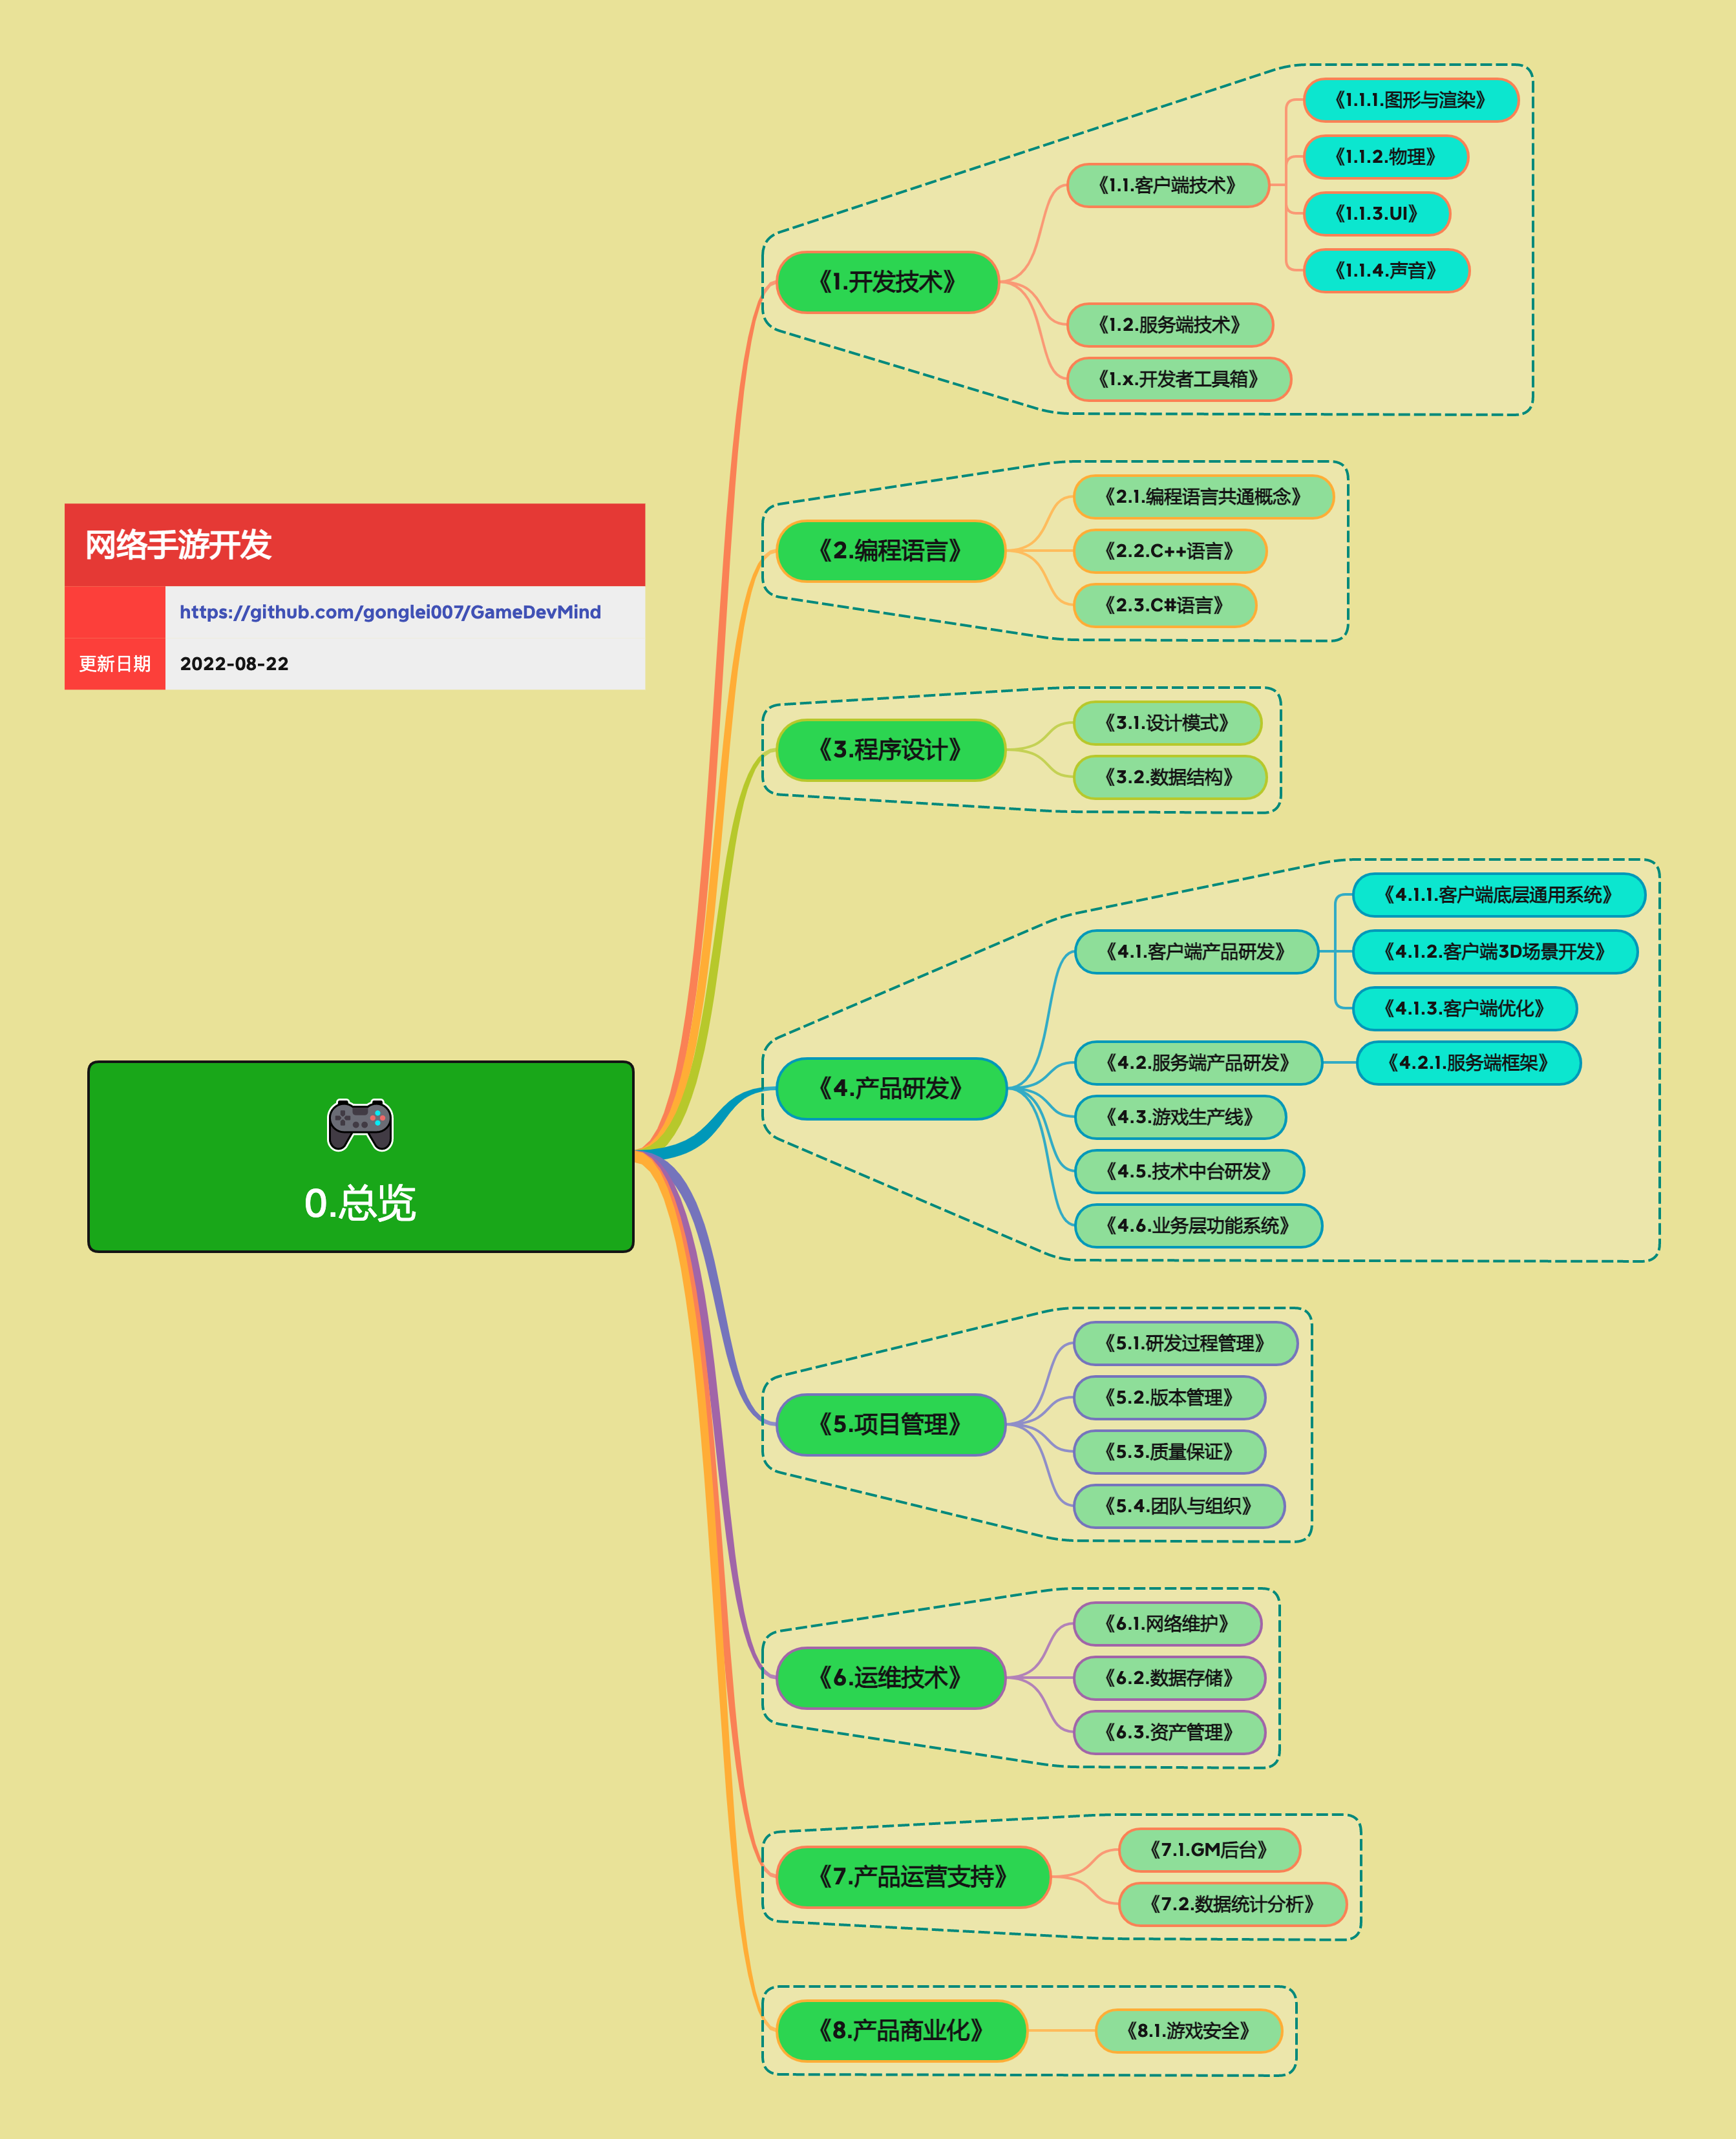 网络手游开发
https://github.com/gonglei007/GameDevMind
更新日期
2022-08-22
0.总览
《1.开发技术》
《1.1.客户端技术》
《1.1.1.图形与渲染》
《1.1.2.物理》
《1.1.3.UI》
《1.1.4.声音》
《1.2.服务端技术》
《1.x.开发者工具箱》
《2.编程语言》
《2.1.编程语言共通概念》
《2.2.C++语言》
《2.3.C#语言》
《3.程序设计》
《3.1.设计模式》
《3.2.数据结构》
《4.产品研发》
《4.1.客户端产品研发》
《4.1.1.客户端底层通用系统》
《4.1.2.客户端3D场景开发》
《4.1.3.客户端优化》
《4.2.服务端产品研发》
《4.2.1.服务端框架》
《4.3.游戏生产线》
《4.5.技术中台研发》
《4.6.业务层功能系统》
《5.项目管理》
《5.1.研发过程管理》
《5.2.版本管理》
《5.3.质量保证》
《5.4.团队与组织》
《6.运维技术》
《6.1.网络维护》
《6.2.数据存储》
《6.3.资产管理》
《7.产品运营支持》
《7.1.GM后台》
《7.2.数据统计分析》
《8.产品商业化》
《8.1.游戏安全》